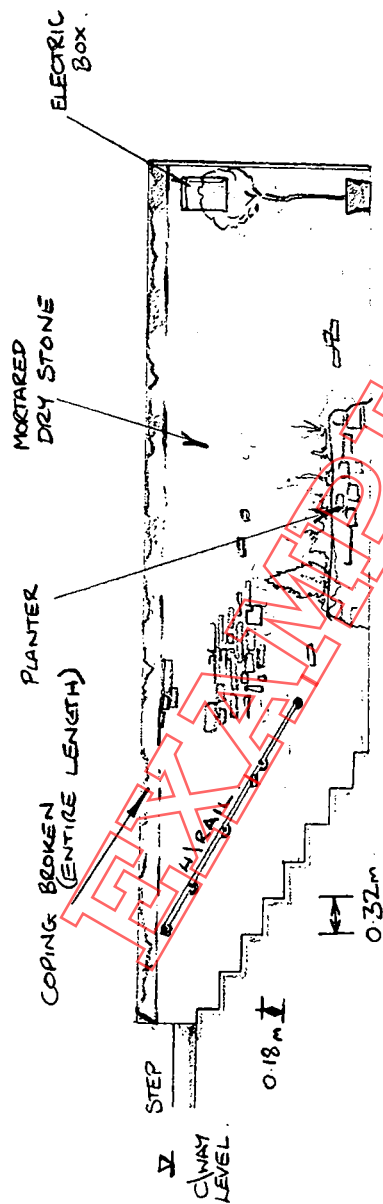 COPING BROKEN
(ENTIRE LENGTH)
PLANTER
MORTARED
DRY STONE
ELECTRIC
BOX.
STEP
C/WAY
LEVEL.
H/RAIL
0.18m
0.32m
EXAMPLE